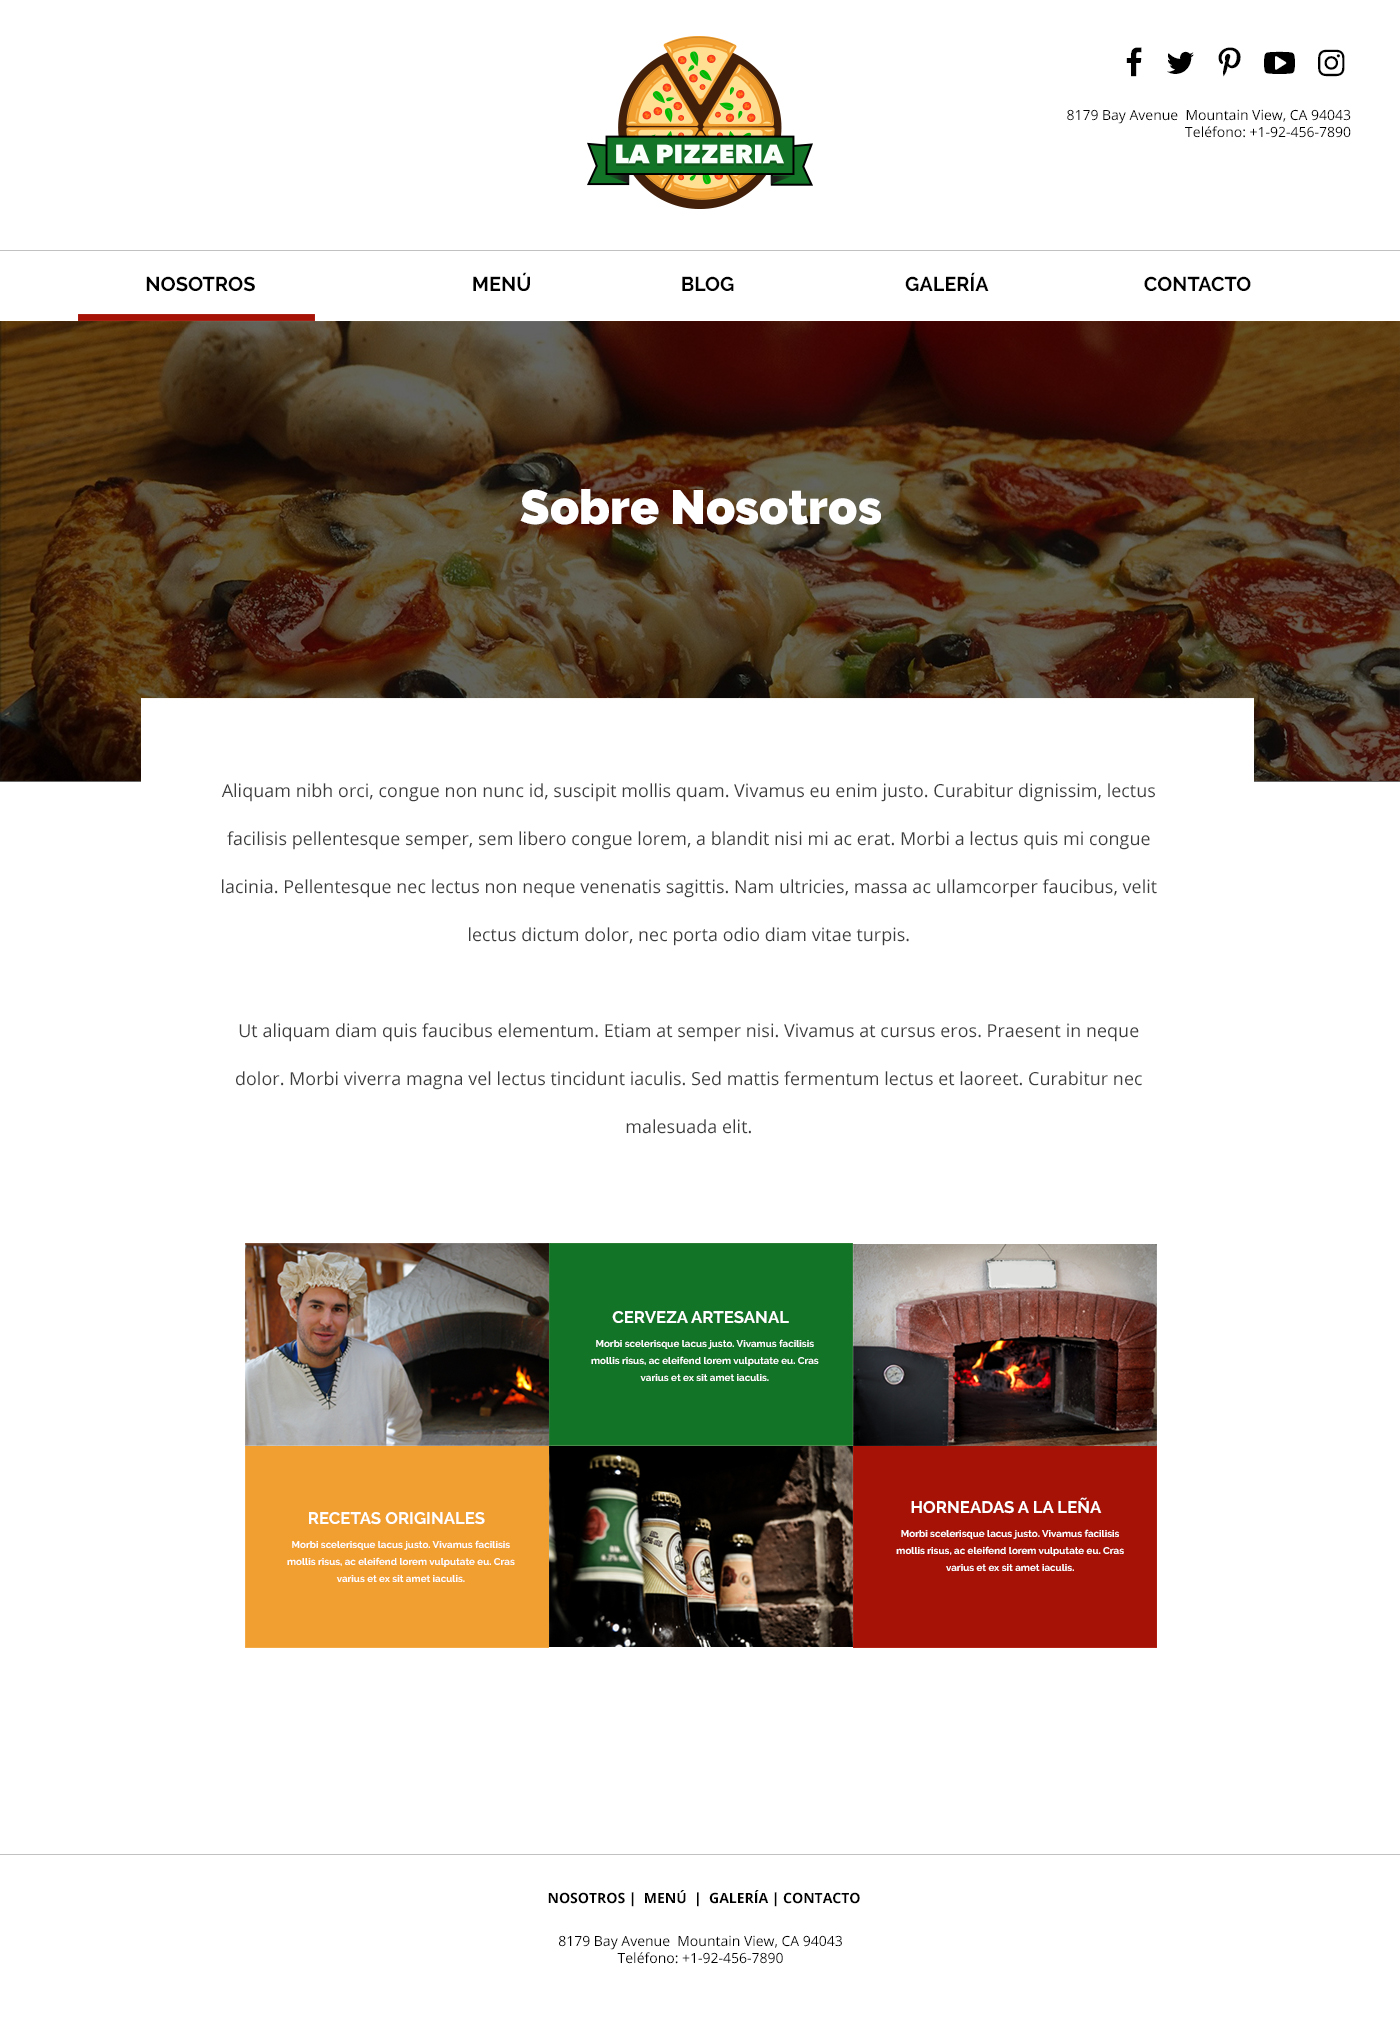 LA PIZZERIA
8179 Bay Avenue  Mountain View, CA 94043
Teléfono: +1-92-456-7890
NOSOTROS
MENÚ
BLOG
GALERÍA
CONTACTO
Sobre Nosotros
Aliquam nibh orci, congue non nunc id, suscipit mollis quam. Vivamus eu enim justo. Curabitur dignissim, lectus
facilisis pellentesque semper, sem libero congue lorem, a blandit nisi mi ac erat. Morbi a lectus quis mi congue
lacinia. Pellentesque nec lectus non neque venenatis sagittis. Nam ultricies, massa ac ullamcorper faucibus, velit
lectus dictum dolor, nec porta odio diam vitae turpis.
Ut aliquam diam quis faucibus elementum. Etiam at semper nisi. Vivamus at cursus eros. Praesent in neque
dolor. Morbi viverra magna vel lectus tincidunt iaculis. Sed mattis fermentum lectus et laoreet. Curabitur nec
malesuada elit.
CERVEZA ARTESANAL
Morbi scelerisque lacus justo. Vivamus facilisis
mollis risus, ac eleifend lorem vulputate eu. Cras
varius et ex sit amet iaculis.
RECETAS ORIGINALES
Morbi scelerisque lacus justo. Vivamus facilisis
mollis risus, ac eleifend lorem vulputate eu. Cras
varius et ex sit amet iaculis.
HORNEADAS A LA LEÑA
Morbi scelerisque lacus justo. Vivamus facilisis
mollis risus, ac eleifend lorem vulputate eu. Cras
varius et ex sit amet iaculis.
NOSOTROS |  MENÚ  |  GALERÍA | CONTACTO
8179 Bay Avenue  Mountain View, CA 94043
Teléfono: +1-92-456-7890